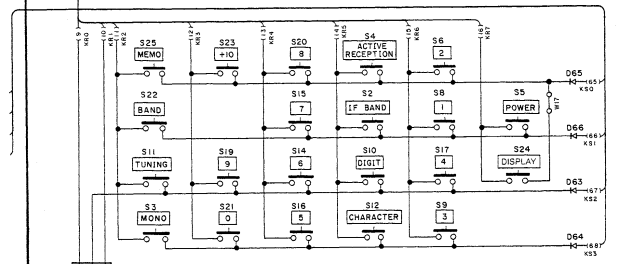 9 KR0
10 KR1
11 KR2
12 KR3
13 KR4
14 KR5
15 KR6
16 KR7
S25 S23 S20 S4 S6
MEMO +10 8 ACTIVE RECEPTION 2
D65
65
KS0
W17
S22 S15 S2 S8 S5
BAND 7 IF BAND 1 POWER
D66
66
KS1
S11 S19 S14 S10 S17 S24
TUNING 9 6 DIGIT 4 DISPLAY
D63
67
KS2
S3 S21 S16 S12 S9
MONO 0 5 CHARACTER 3
D64
68
KS3